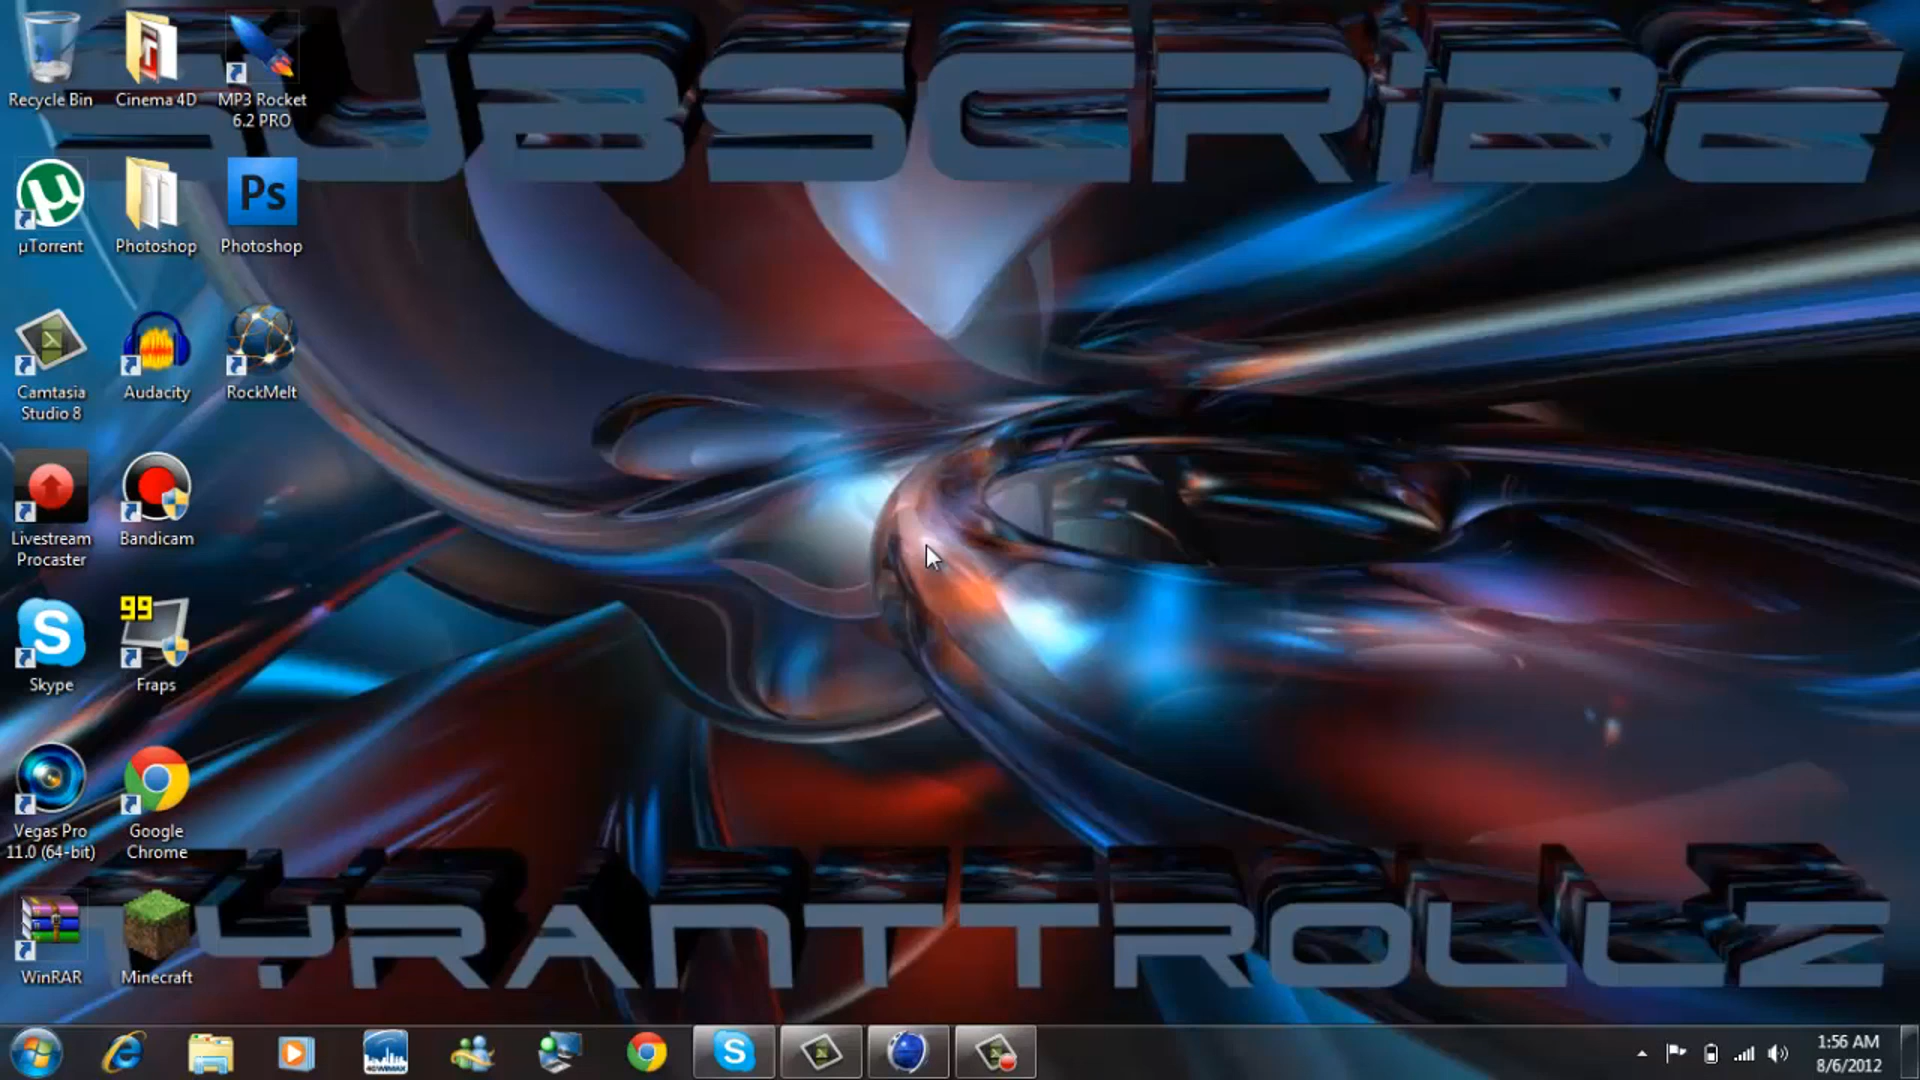 SUBSCRiBE
Recycle Bin
Cinema 4D
MP3 Rocket
6.2 PRO
µTorrent
Photoshop
Ps
Photoshop
Camtasia
Studio 8
Audacity
RockMelt
Livestream
Procaster
Bandicam
Skype
99
Fraps
Vegas Pro
11.0 (64-bit)
Google
Chrome
WinRAR
Minecraft
TYRANTTROLLZ
4GWIMAX
1:56 AM
8/6/2012